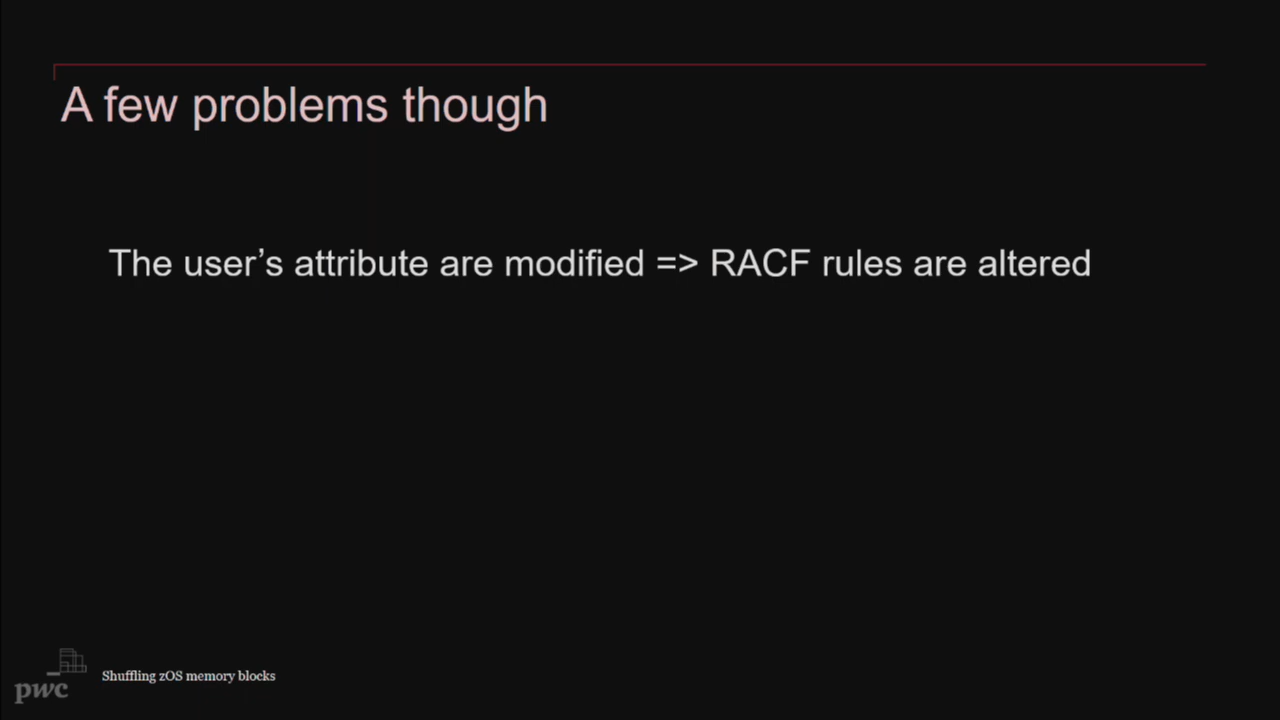 A few problems though
The user’s attribute are modified => RACF rules are altered
Shuffling zOS memory blocks
pwc